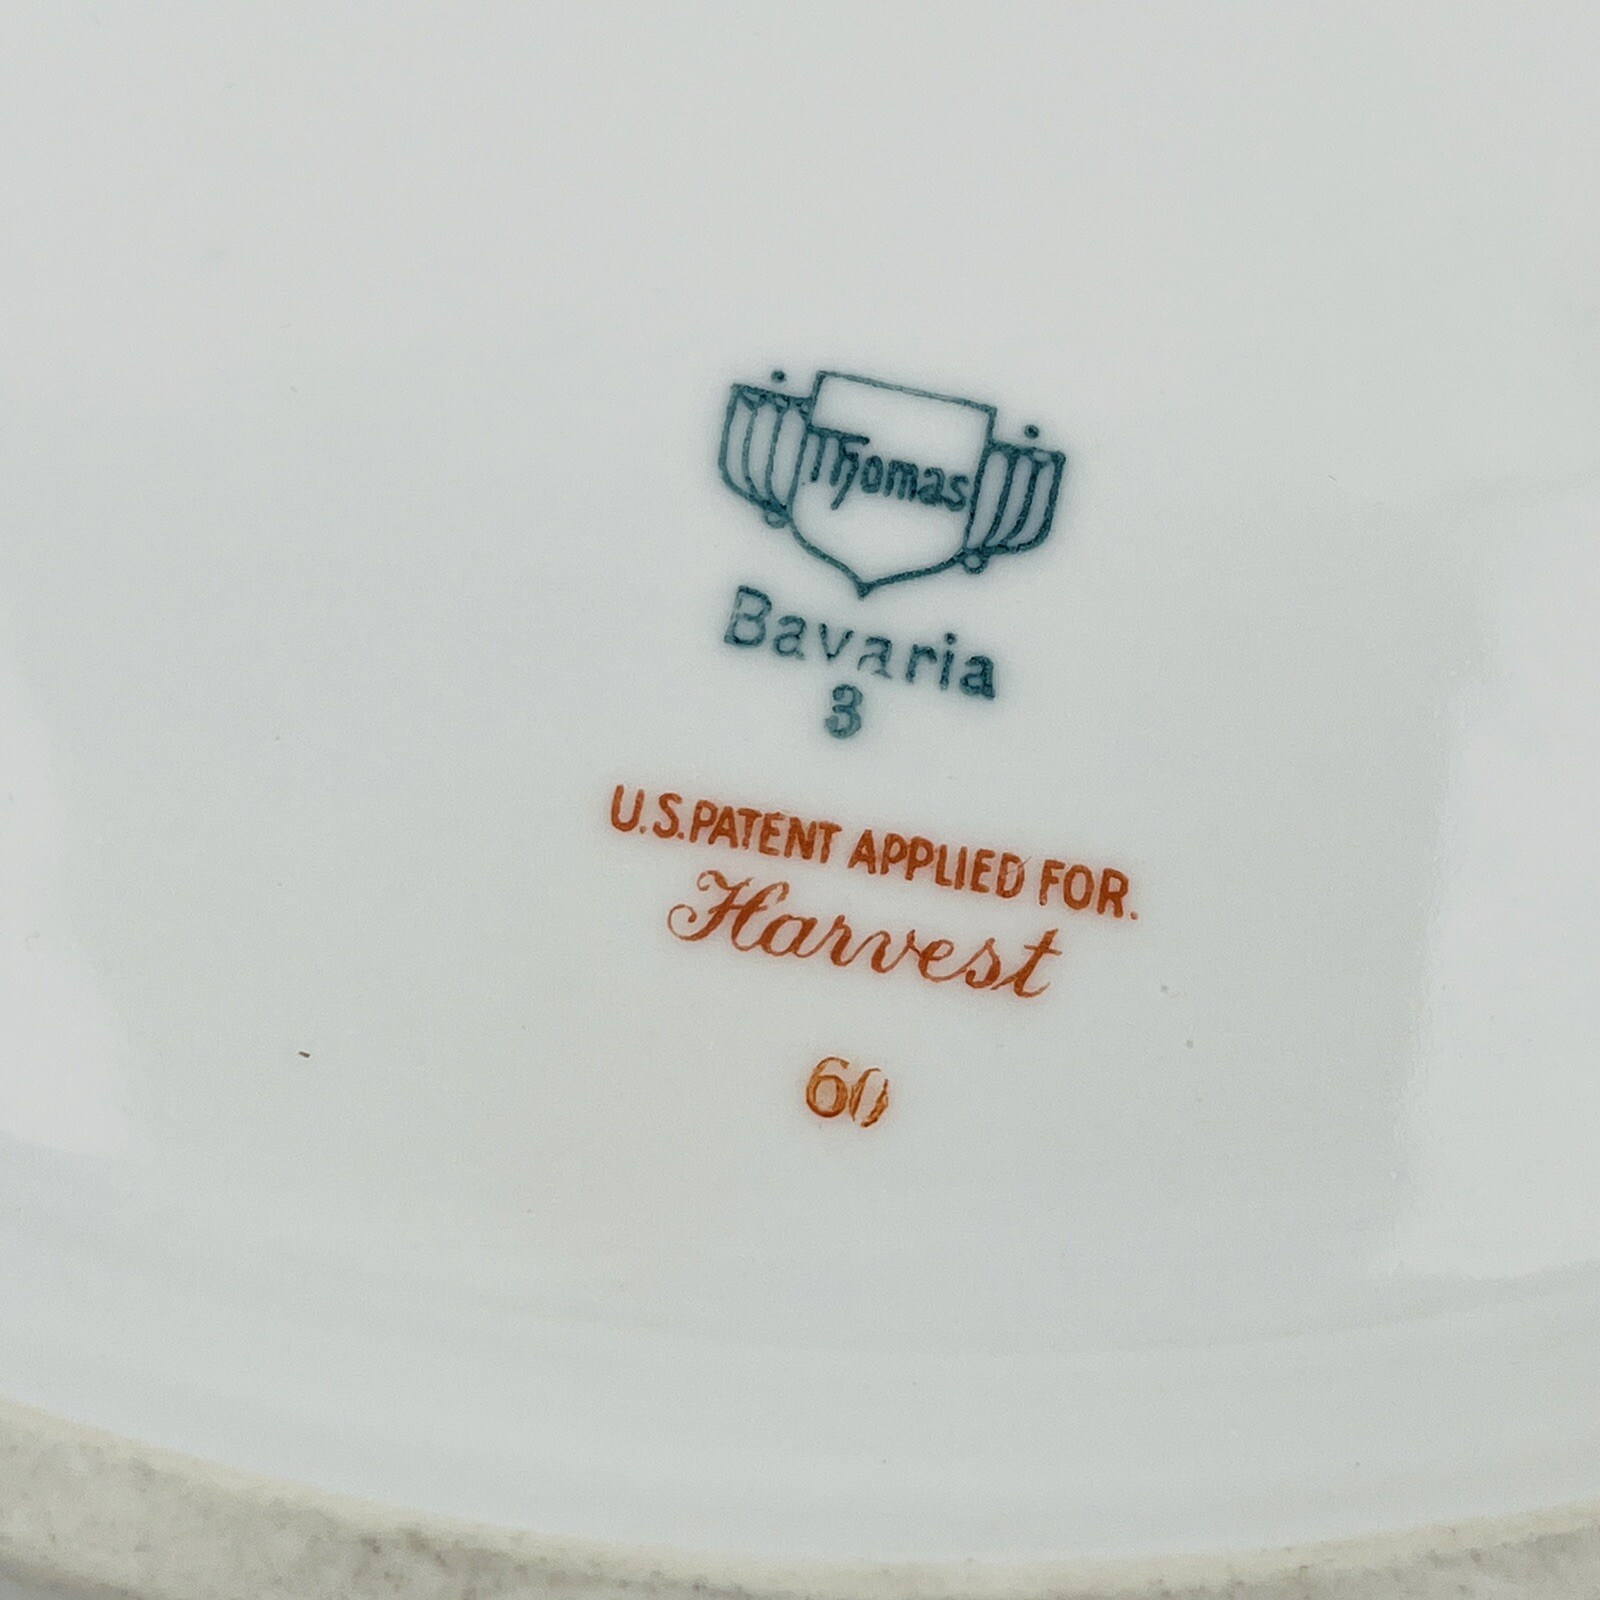 Thomas
Bavaria
3
U.S. PATENT APPLIED FOR.
Harvest
60